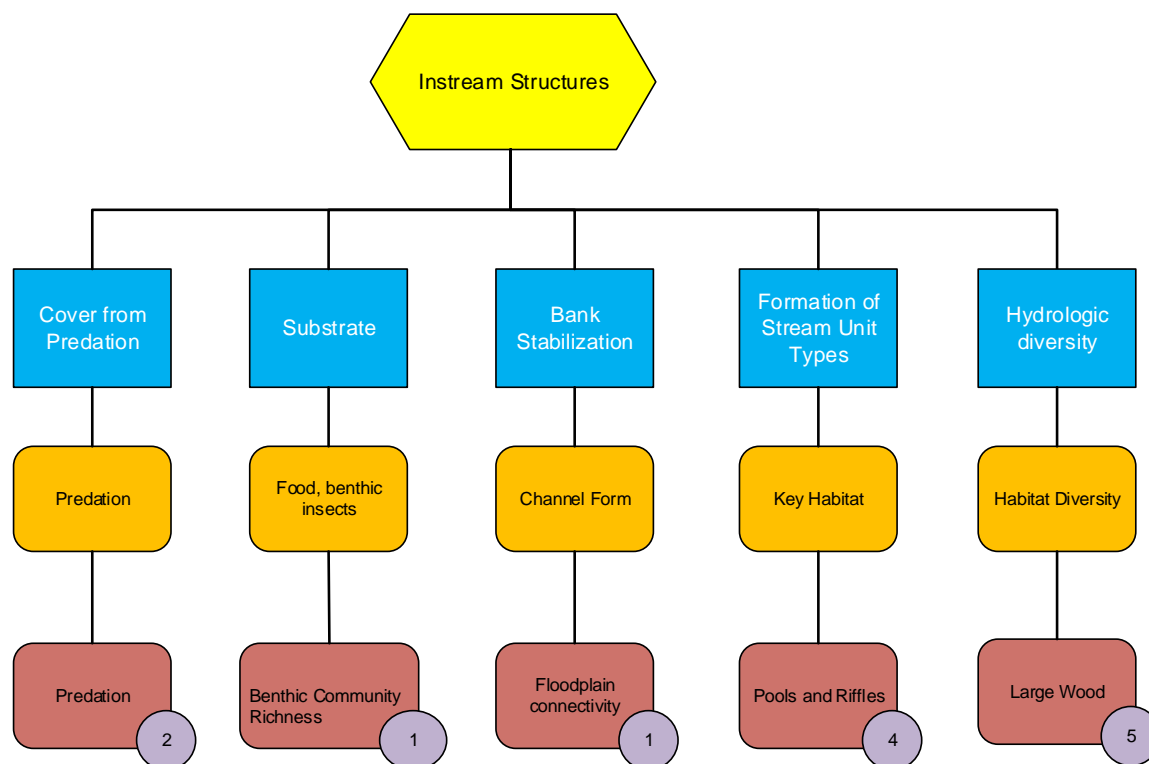 Instream Structures
Cover from
Predation
Substrate
Bank
Stabilization
Formation of
Stream Unit
Types
Hydrologic
diversity
Predation
Food, benthic
insects
Channel Form
Key Habitat
Habitat Diversity
Predation
Benthic Community
Richness
Floodplain
connectivity
Pools and Riffles
Large Wood
2
1
1
4
5